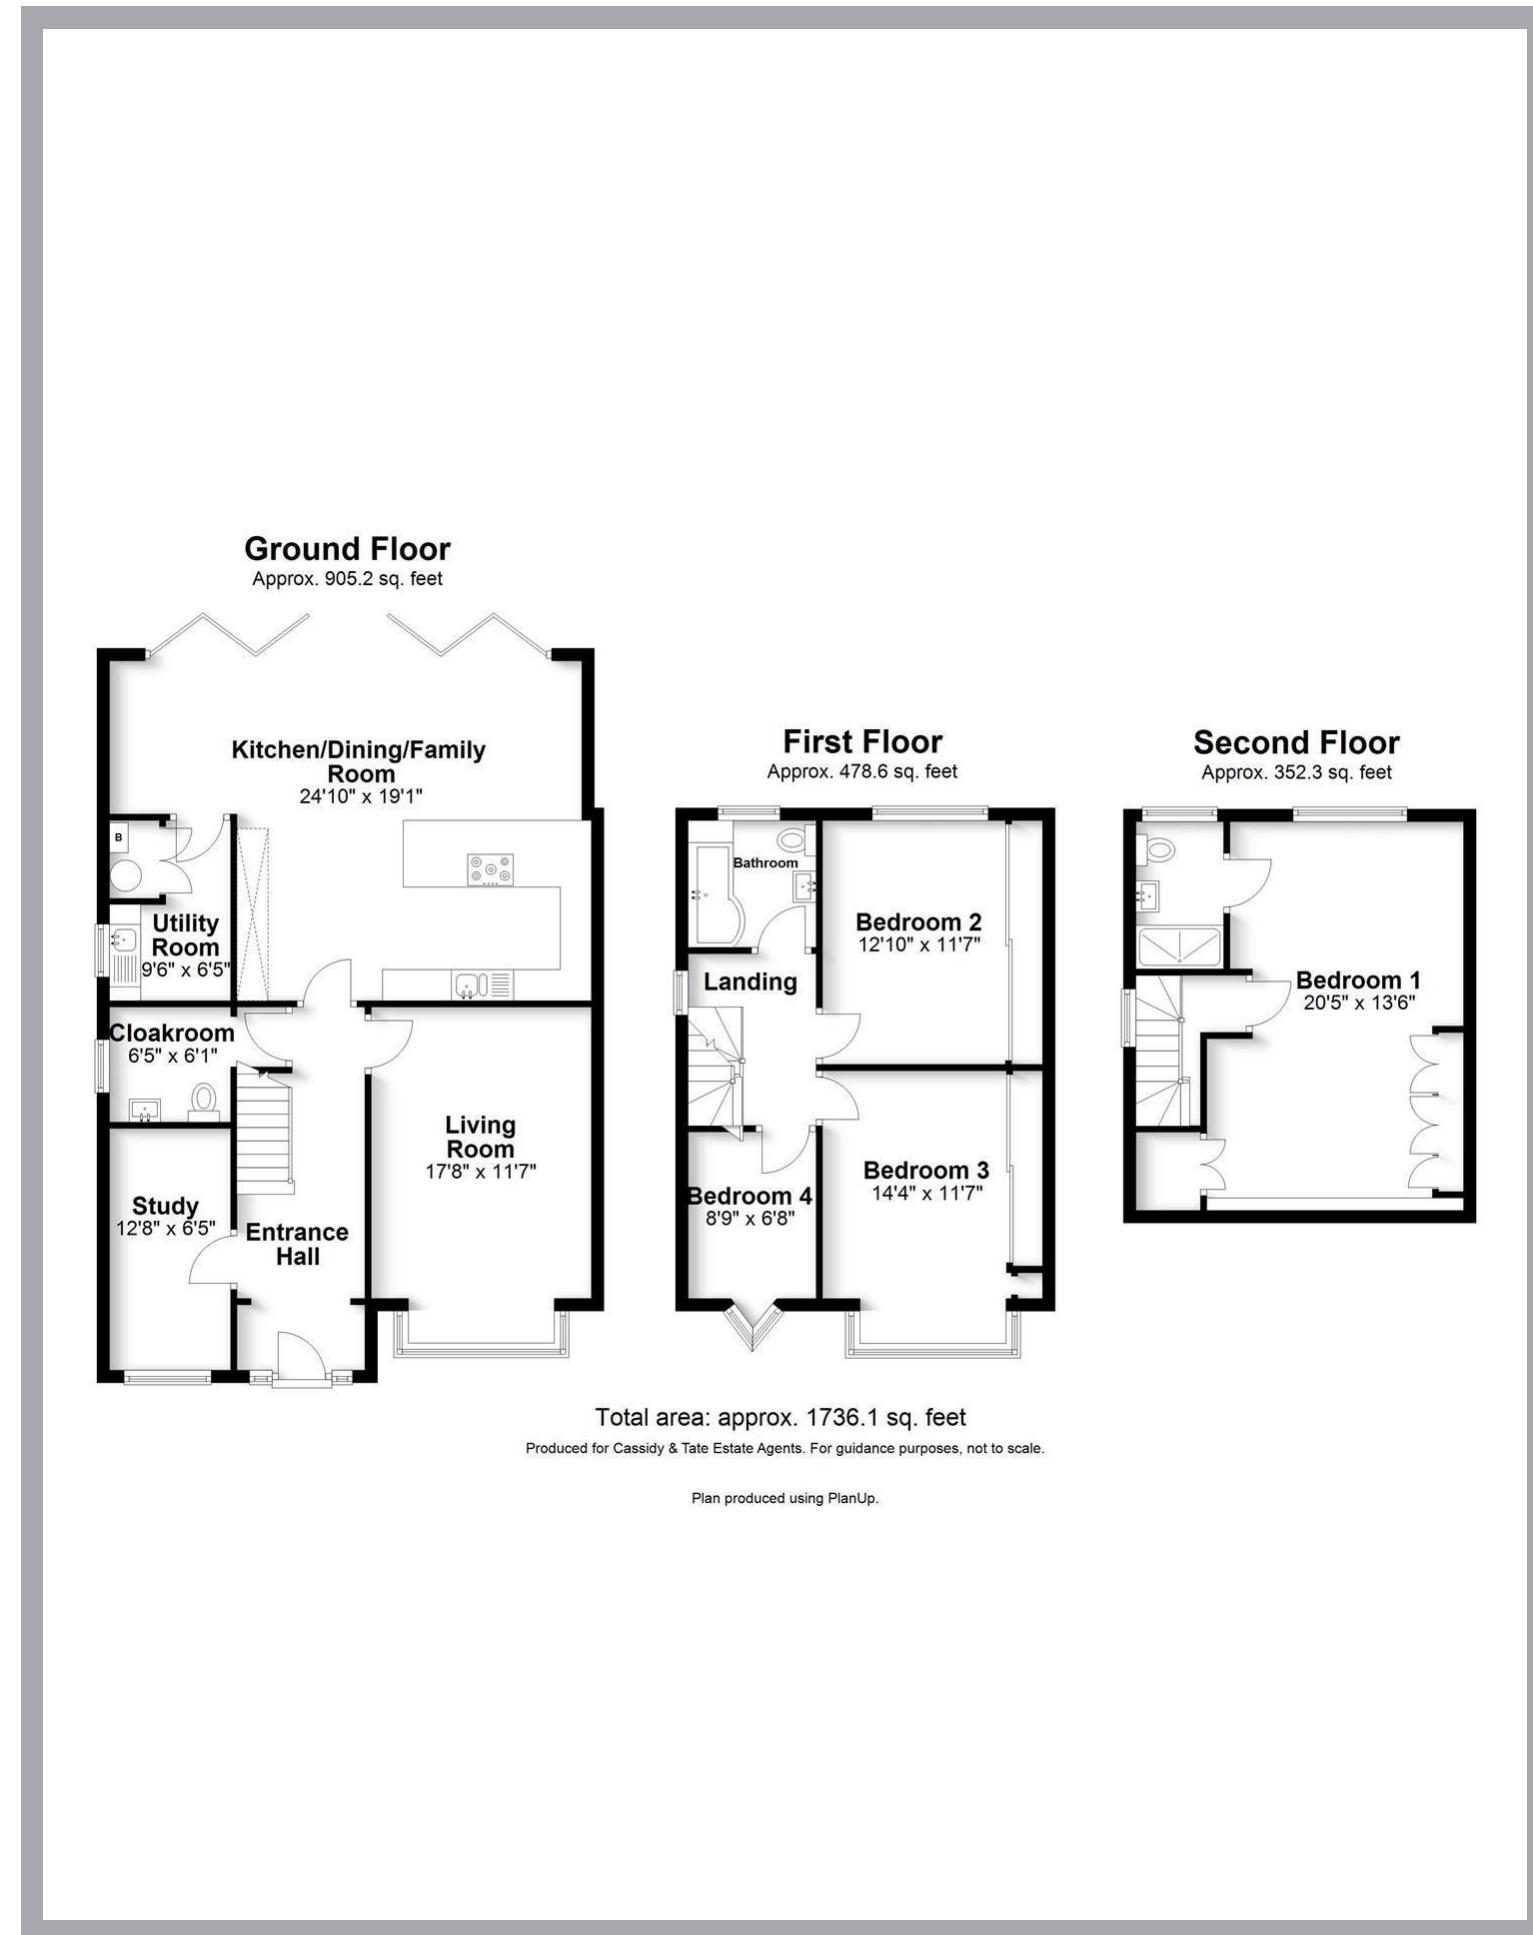 Ground Floor
Approx. 905.2 sq. feet
Kitchen/Dining/Family
Room
24'10" x 19'1"
B
Utility
Room
9'6" x 6'5"
Cloakroom
6'5" x 6'1"
Living
Room
17'8" x 11'7"
Study
12'8" x 6'5"
Entrance
Hall
First Floor
Approx. 478.6 sq. feet
Bathroom
Bedroom 2
12'10" x 11'7"
Landing
Bedroom 3
14'4" x 11'7"
Bedroom 4
8'9" x 6'8"
Second Floor
Approx. 352.3 sq. feet
Bedroom 1
20'5" x 13'6"
Total area: approx. 1736.1 sq. feet
Produced for Cassidy & Tate Estate Agents. For guidance purposes, not to scale.
Plan produced using PlanUp.